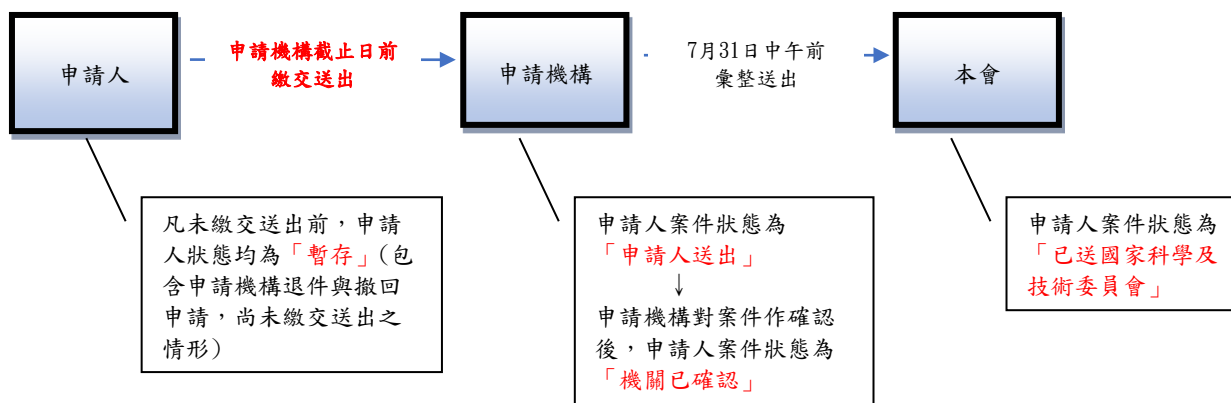 申請人
申請機構截止日前
繳交送出
申請機構
7月31日中午前
彙整送出
本會
凡未繳交送出前，申請
人狀態均為「暫存」(包
含申請機構退件與撤回
申請，尚未繳交送出之
情形)
申請人案件狀態為
「申請人送出」
↓
申請機構對案件作確認
後，申請人案件狀態為
「機關已確認」
申請人案件狀態為
「已送國家科學及
技術委員會」